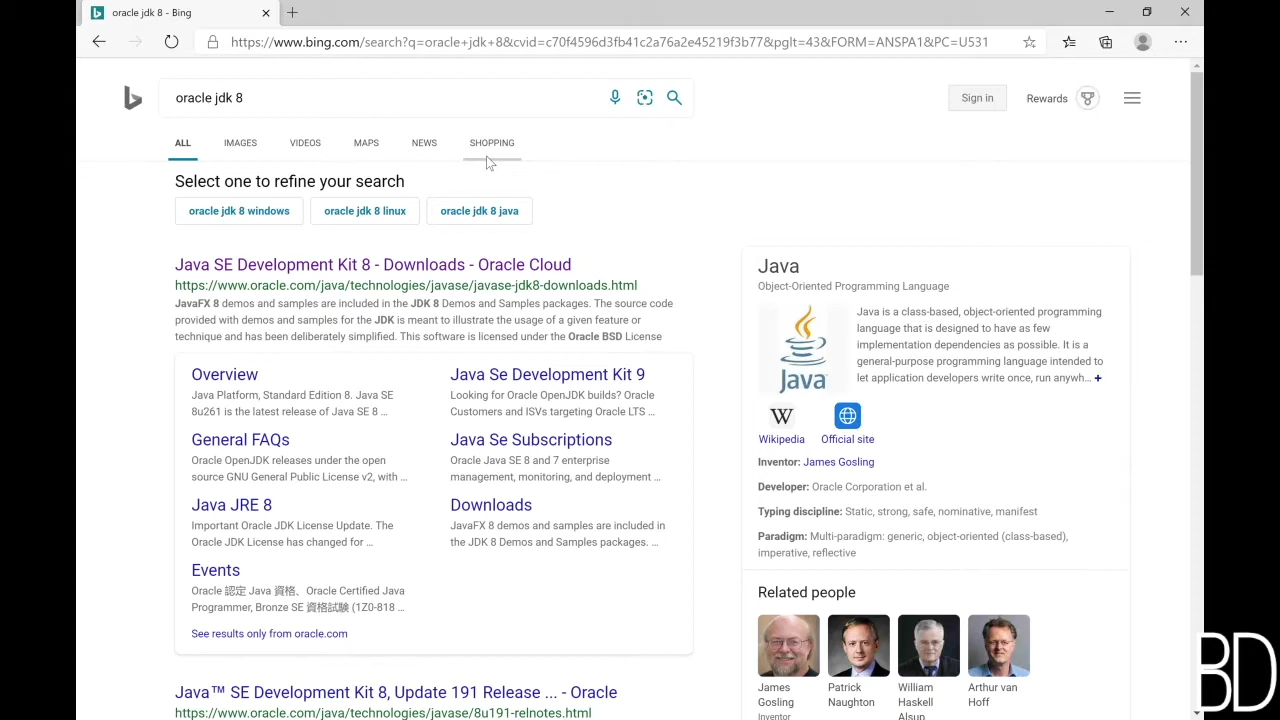 oracle jdk 8 - Bing
https://www.bing.com/search?q=oracle+jdk+8&cvid=c70f4596d3fb41c2a76a2e45219f3b77&pglt=43&FORM=ANSPA1&PC=U531
oracle jdk 8
Sign in
Rewards
ALL IMAGES VIDEOS MAPS NEWS SHOPPING
Select one to refine your search
oracle jdk 8 windows
oracle jdk 8 linux
oracle jdk 8 java
Java SE Development Kit 8 - Downloads - Oracle Cloud
https://www.oracle.com/java/technologies/javase/javase-jdk8-downloads.html
JavaFX 8 demos and samples are included in the JDK 8 Demos and Samples packages. The source code
provided with demos and samples for the JDK is meant to illustrate the usage of a given feature or
technique and has been deliberately simplified. This software is licensed under the Oracle BSD License
Overview
Java Platform, Standard Edition 8. Java SE
8u261 is the latest release of Java SE 8 ...
General FAQs
Oracle OpenJDK releases under the open
source GNU General Public License v2, with ...
Java JRE 8
Important Oracle JDK License Update. The
Oracle JDK License has changed for ...
Events
Oracle 認定 Java 資格、Oracle Certified Java
Programmer, Bronze SE 資格試験 (1Z0-818 ...
See results only from oracle.com
Java Se Development Kit 9
Looking for Oracle OpenJDK builds? Oracle
Customers and ISVs targeting Oracle LTS ...
Java Se Subscriptions
Oracle Java SE 8 and 7 enterprise
management, monitoring, and deployment ...
Downloads
JavaFX 8 demos and samples are included in
the JDK 8 Demos and Samples packages. ...
Java™ SE Development Kit 8, Update 191 Release ... - Oracle
https://www.oracle.com/java/technologies/javase/8u191-relnotes.html
Java
Object-Oriented Programming Language
Java
Java is a class-based, object-oriented programming
language that is designed to have as few
implementation dependencies as possible. It is a
general-purpose programming language intended to
let application developers write once, run anywh... +
W
Wikipedia
Official site
Inventor: James Gosling
Developer: Oracle Corporation et al.
Typing discipline: Static, strong, safe, nominative, manifest
Paradigm: Multi-paradigm: generic, object-oriented (class-based),
imperative, reflective
Related people
James
Gosling
Inventor
Patrick
Naughton
William
Haskell
Alsup
Arthur van
Hoff
BD